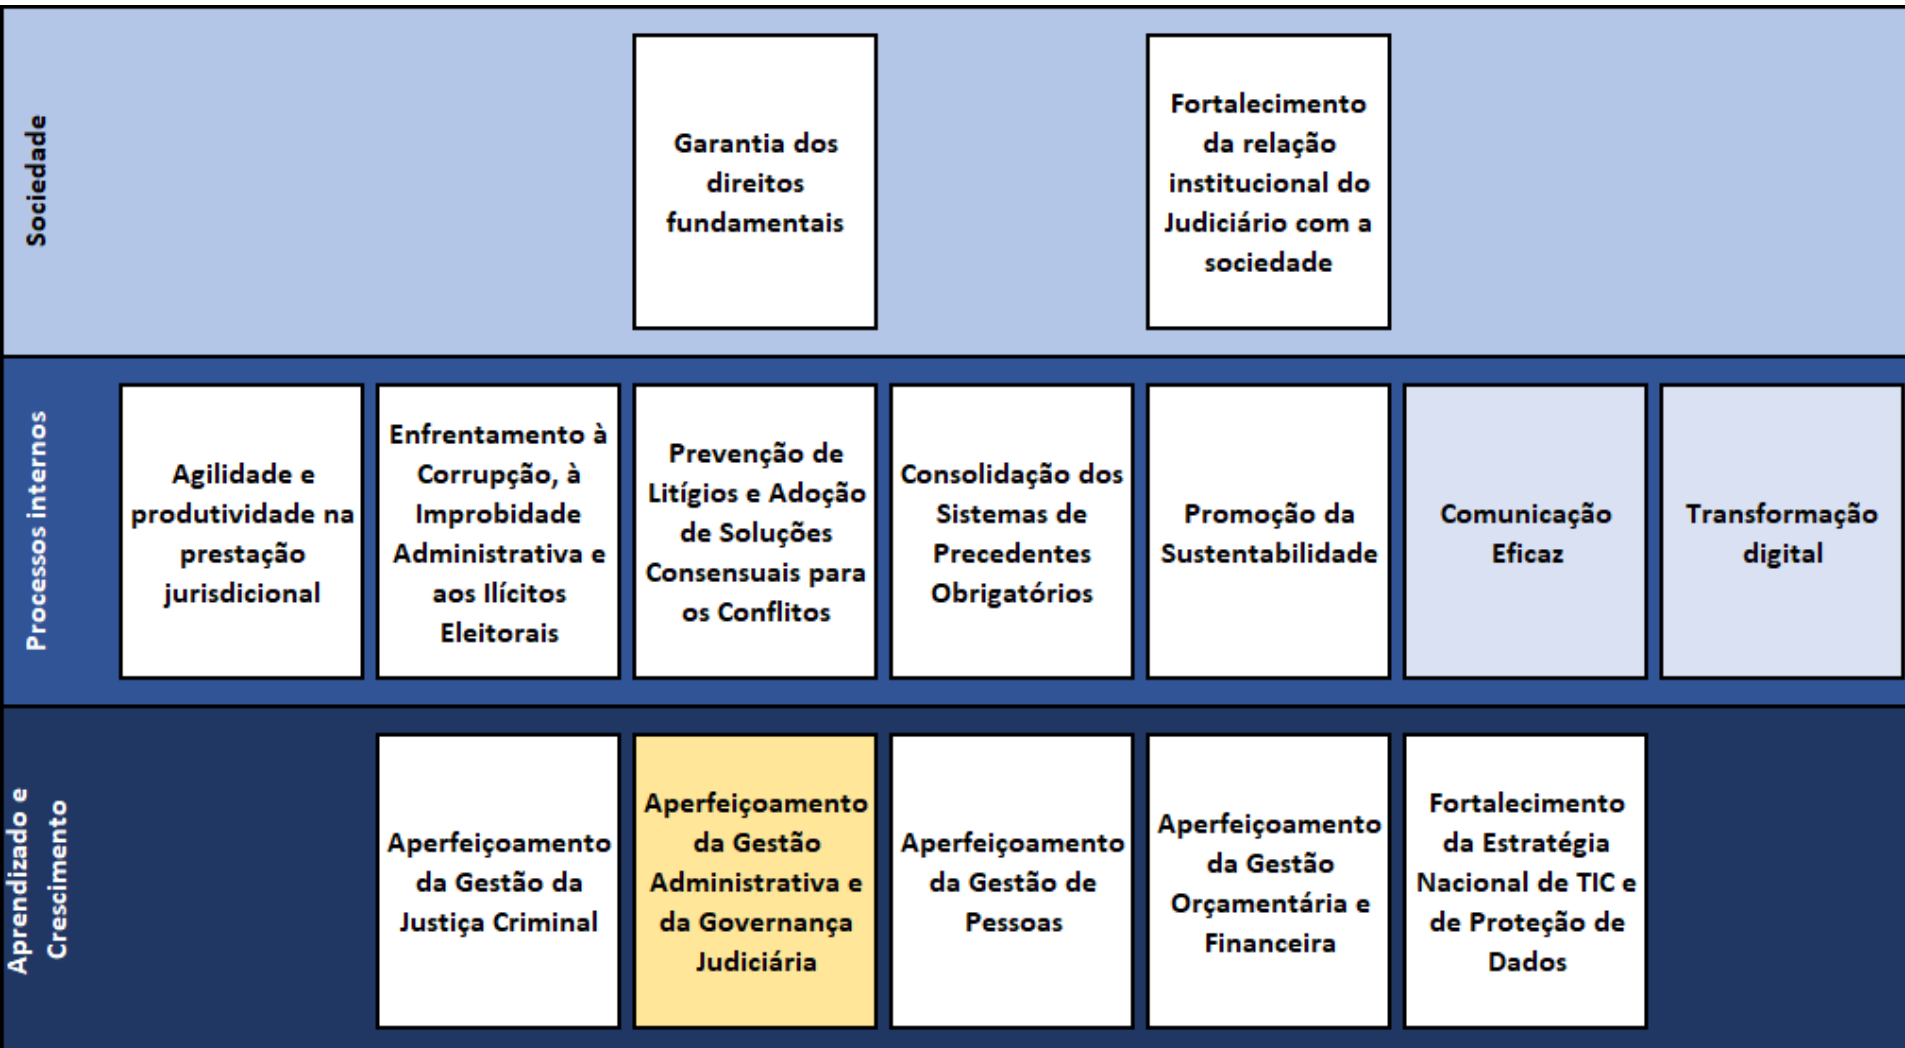 Sociedade
Garantia dos
direitos
fundamentais
Fortalecimento
da relação
institucional do
Judiciário com a
sociedade
Processos internos
Agilidade e
produtividade na
prestação
jurisdicional
Enfrentamento à
Corrupção, à
Improbidade
Administrativa e
aos Ilícitos
Eleitorais
Prevenção de
Litígios e Adoção
de Soluções
Consensuais para
os Conflitos
Consolidação dos
Sistemas de
Precedentes
Obrigatórios
Promoção da
Sustentabilidade
Comunicação
Eficaz
Transformação
digital
Aprendizado e
Crescimento
Aperfeiçoamento
da Gestão da
Justiça Criminal
Aperfeiçoamento
da Gestão
Administrativa e
da Governança
Judiciária
Aperfeiçoamento
da Gestão de
Pessoas
Aperfeiçoamento
da Gestão
Orçamentária e
Financeira
Fortalecimento
da Estratégia
Nacional de TIC e
de Proteção de
Dados